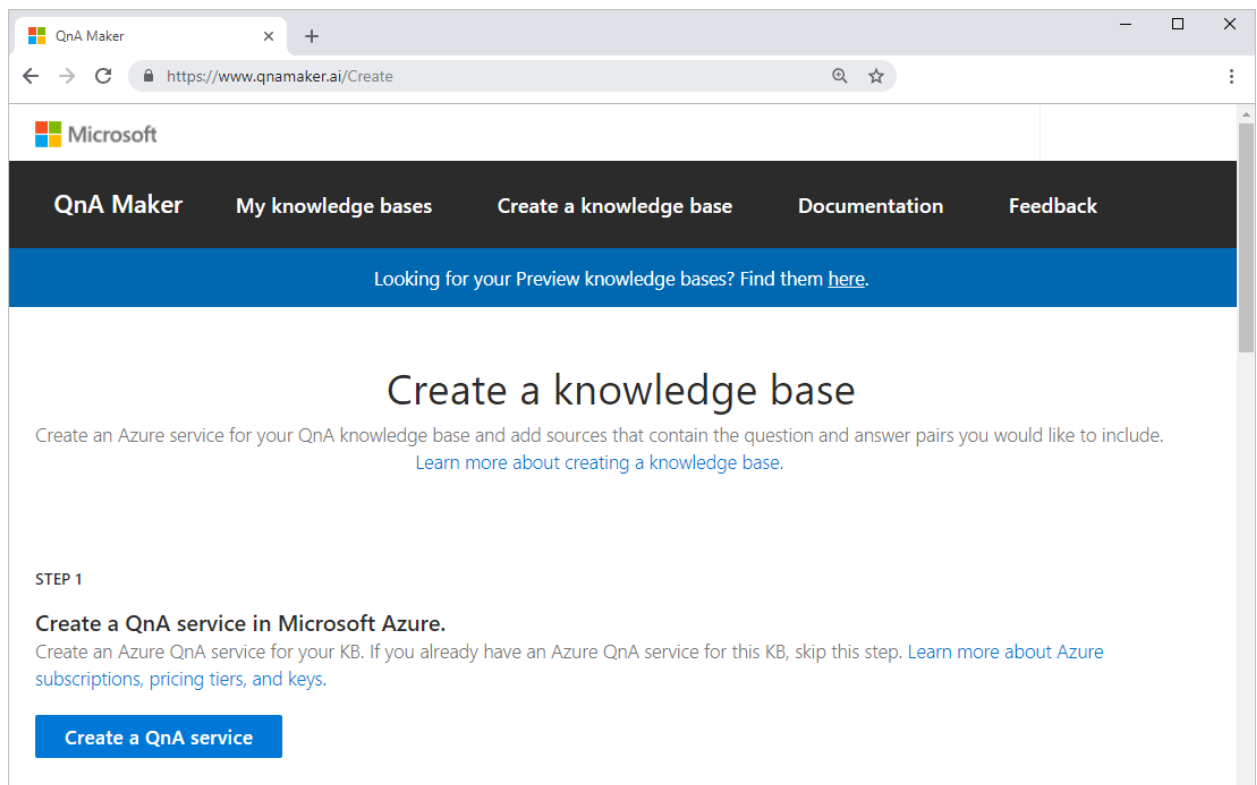 QnA Maker
https://www.qnamaker.ai/Create
Microsoft
QnA Maker My knowledge bases Create a knowledge base Documentation Feedback
Looking for your Preview knowledge bases? Find them here.
Create a knowledge base
Create an Azure service for your QnA knowledge base and add sources that contain the question and answer pairs you would like to include.
Learn more about creating a knowledge base.
STEP 1
Create a QnA service in Microsoft Azure.
Create an Azure QnA service for your KB. If you already have an Azure QnA service for this KB, skip this step. Learn more about Azure
subscriptions, pricing tiers, and keys.
Create a QnA service